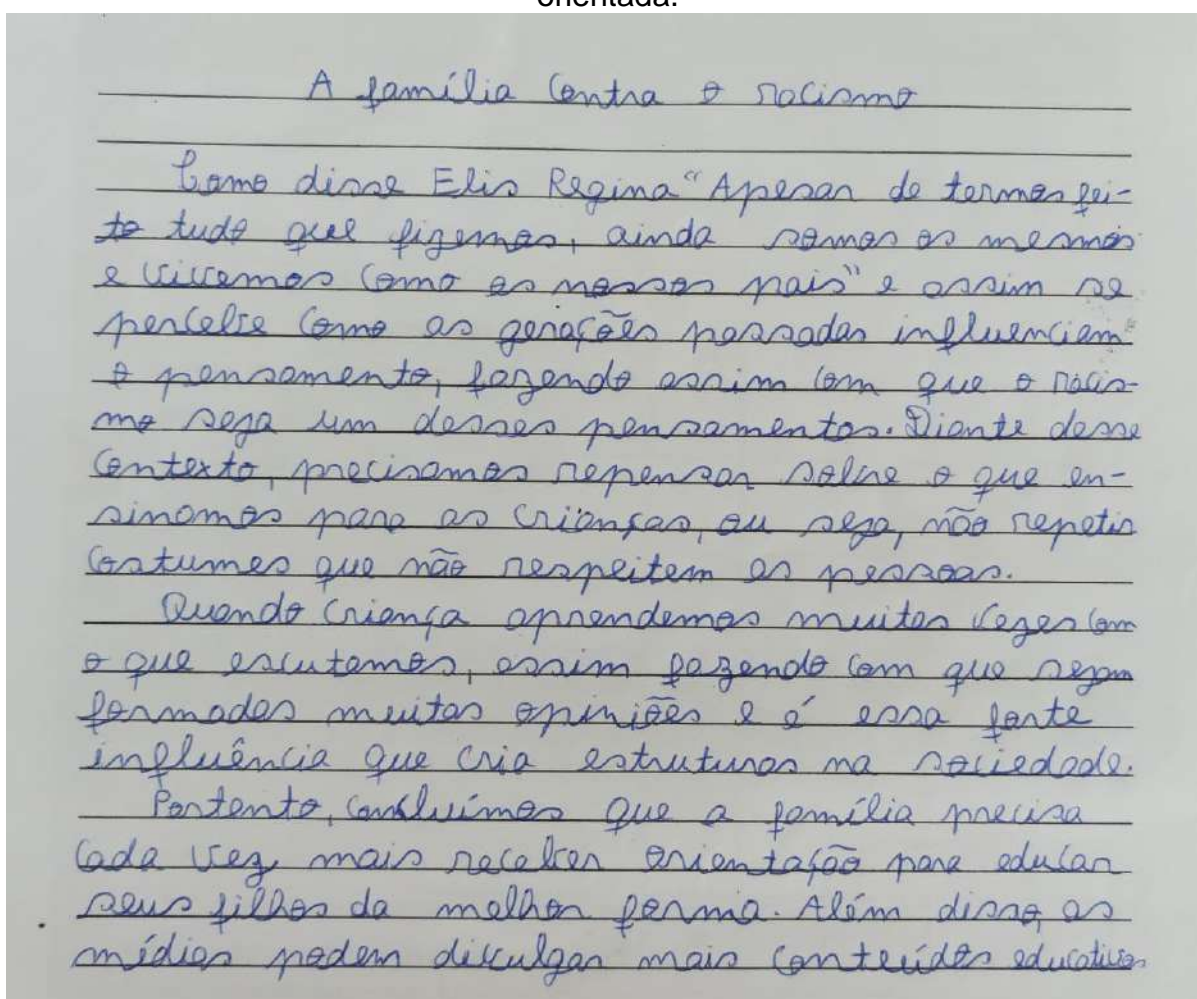 orientada.
A família contra o racismo
Como disse Elis Regina "Apesar de termos fei-
to tudo que fizemos, ainda somos os mesmos
e vivemos como os nossos pais" e assim se
percebe como as gerações passadas influenciam
o pensamento, fazendo assim com que o racis-
mo seja um desses pensamentos. Diante desse
contexto, precisamos repensar sobre o que en-
sinamos para as crianças, ou seja, não repetir
costumes que não respeitem as pessoas.
Quando criança aprendemos muitas vezes com
o que escutamos, assim fazendo com que sejam
formadas muitas opiniões e é essa forte
influência que cria estruturas na sociedade.
Portanto, concluímos que a família precisa
cada vez mais receber orientação para educar
seus filhos da melhor forma. Além disso, as
mídias podem divulgar mais conteúdos educativos